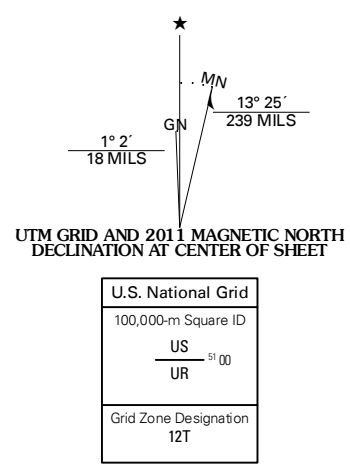 ★
MN
13° 25´
239 MILS
GN
1° 2´
18 MILS
UTM GRID AND 2011 MAGNETIC NORTH
DECLINATION AT CENTER OF SHEET
U.S. National Grid
100,000-m Square ID
US
51 00
UR
Grid Zone Designation
12T